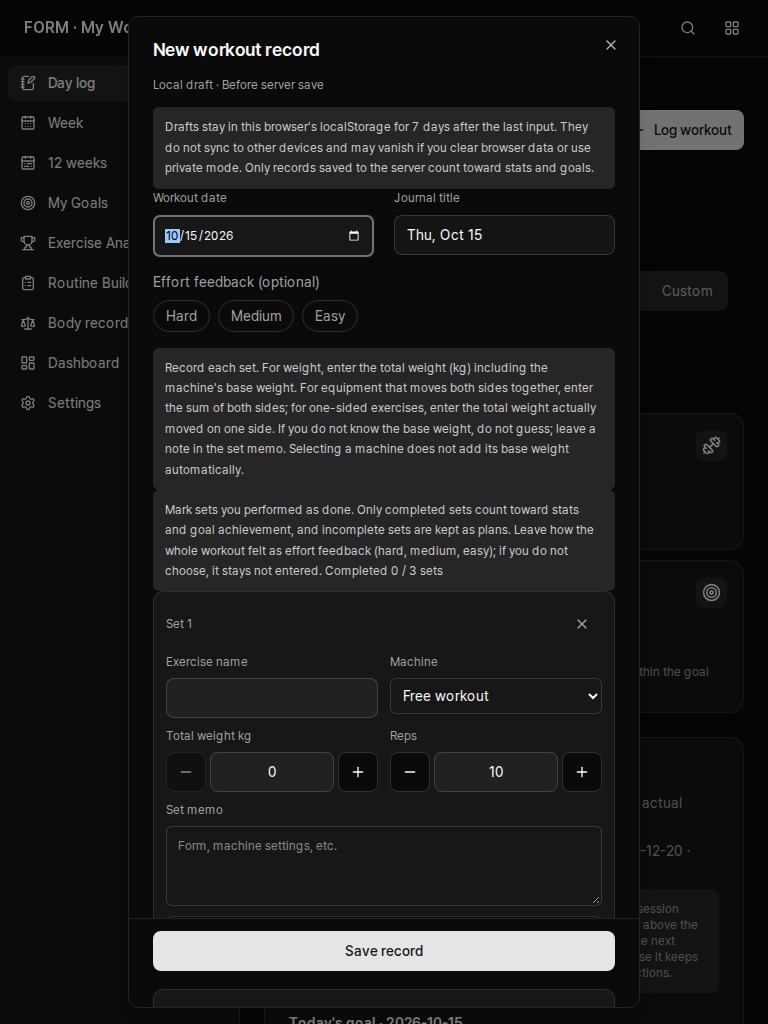 FORM · My Wo
New workout record
Local draft · Before server save
Day log
Week
12 weeks
My Goals
Exercise Ana
Routine Build
Body record
Dashboard
Settings
Log workout
Custom
Drafts stay in this browser's localStorage for 7 days after the last input. They
do not sync to other devices and may vanish if you clear browser data or use
private mode. Only records saved to the server count toward stats and goals.
Workout date
Journal title
10/15/2026
Thu, Oct 15
Effort feedback (optional)
Hard
Medium
Easy
Record each set. For weight, enter the total weight (kg) including the
machine's base weight. For equipment that moves both sides together, enter
the sum of both sides; for one-sided exercises, enter the total weight actually
moved on one side. If you do not know the base weight, do not guess; leave a
note in the set memo. Selecting a machine does not add its base weight
automatically.
Mark sets you performed as done. Only completed sets count toward stats
and goal achievement, and incomplete sets are kept as plans. Leave how the
whole workout felt as effort feedback (hard, medium, easy); if you do not
choose, it stays not entered. Completed 0 / 3 sets
Set 1
Exercise name
Machine
Free workout
Total weight kg
Reps
0
10
Set memo
Form, machine settings, etc.
Save record
thin the goal
actual
-12-20 ·
session
above the
e next
se it keeps
ctions.
Today's goal · 2026-10-15